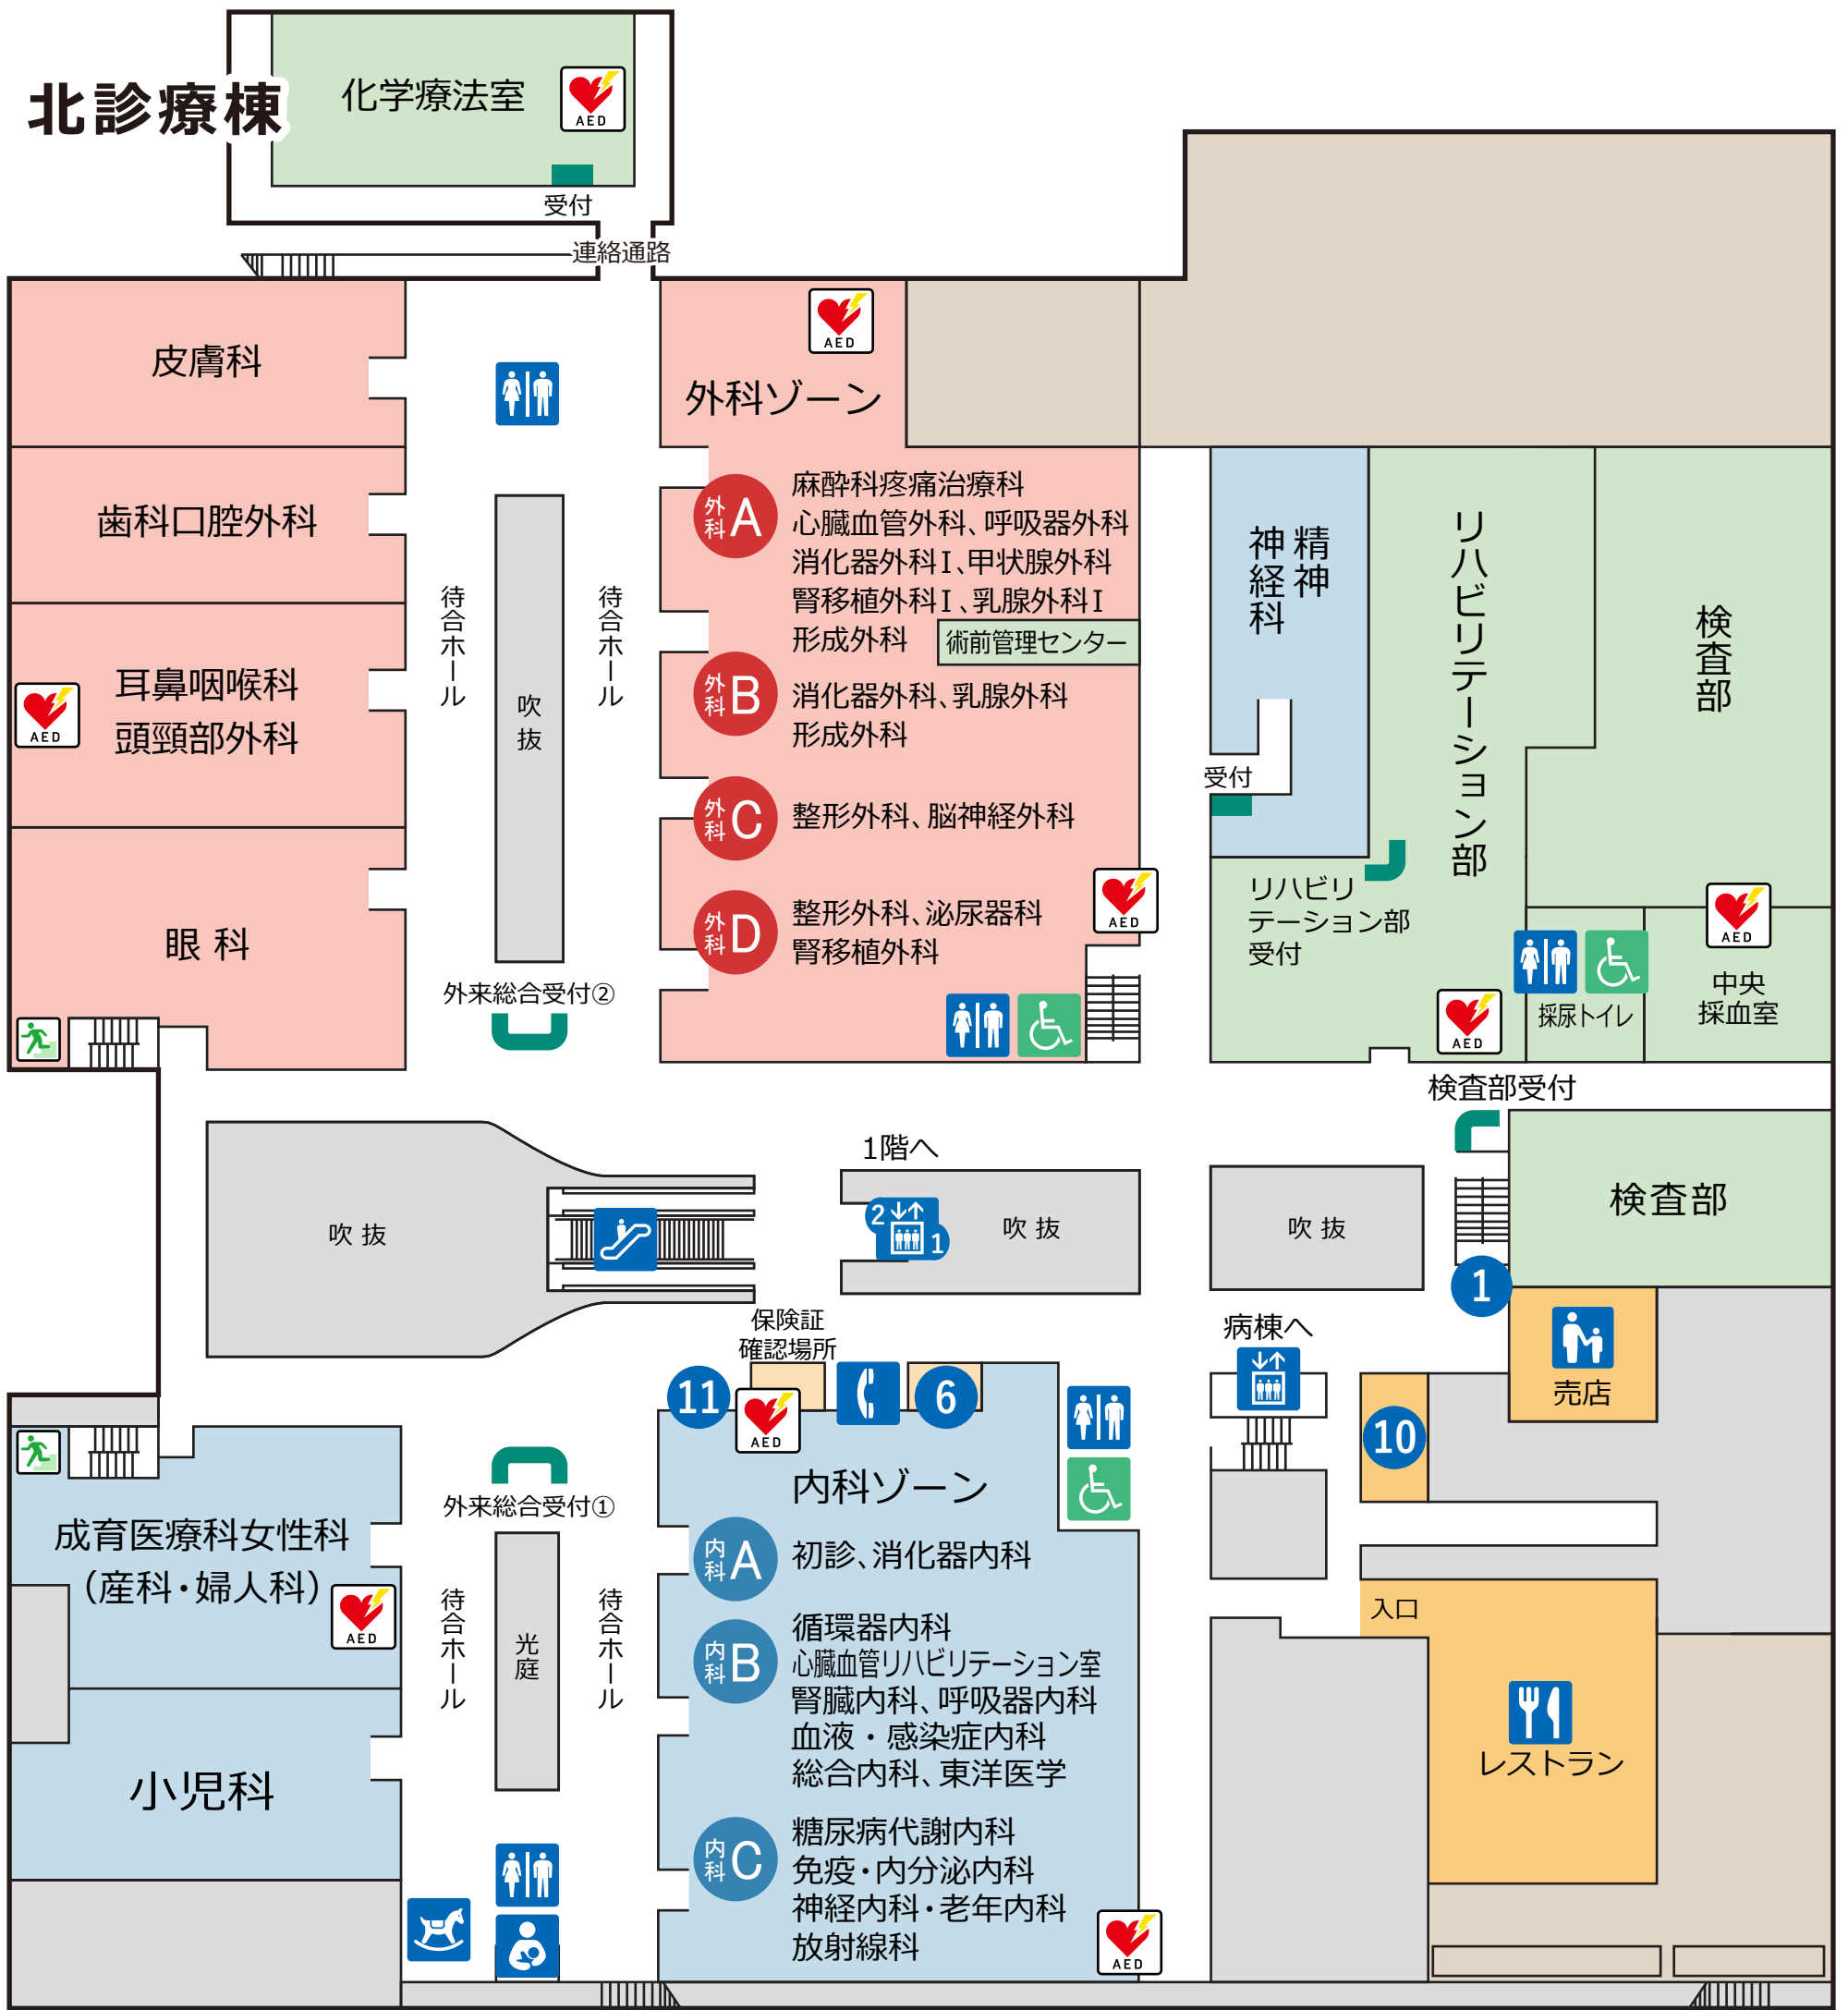 北診療棟
化学療法室
AED
受付
連絡通路
皮膚科
歯科口腔外科
耳鼻咽喉科
頭頸部外科
AED
眼科
待合ホール
吹抜
待合ホール
外来総合受付②
AED
外科ゾーン
外科A
麻酔科疼痛治療科
心臓血管外科、呼吸器外科
消化器外科Ⅰ、甲状腺外科
腎移植外科Ⅰ、乳腺外科Ⅰ
形成外科
術前管理センター
外科B
消化器外科、乳腺外科
形成外科
外科C
整形外科、脳神経外科
AED
外科D
整形外科、泌尿器科
腎移植外科
精神
神経科
受付
リハビリテーション部
リハビリ
テーション部
受付
検査部
AED
AED
採尿トイレ
中央
採血室
検査部受付
検査部
吹抜
1階へ
2
1
吹抜
吹抜
1
売店
病棟へ
10
保険証
確認場所
11
AED
6
外来総合受付①
成育医療科女性科
(産科・婦人科)
AED
小児科
待合ホール
光庭
待合ホール
内科ゾーン
内科A
初診、消化器内科
内科B
循環器内科
心臓血管リハビリテーション室
腎臓内科、呼吸器内科
血液・感染症内科
総合内科、東洋医学
内科C
糖尿病代謝内科
免疫・内分泌内科
神経内科・老年内科
放射線科
AED
入口
レストラン